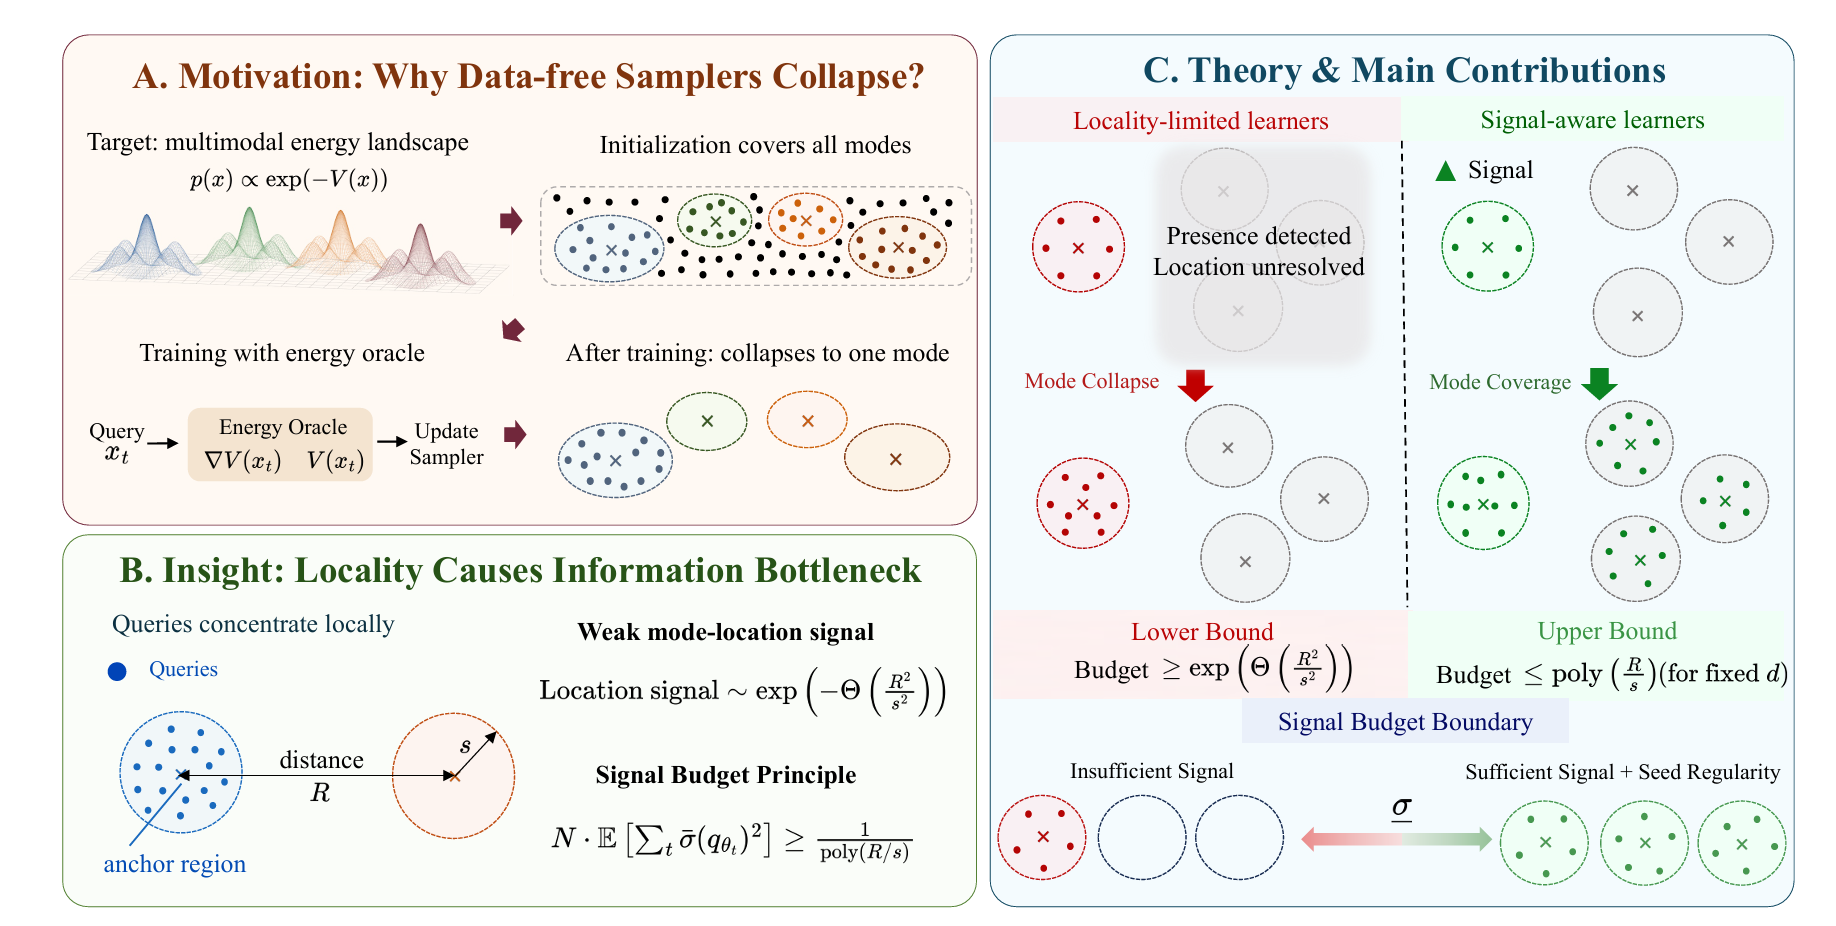 A. Motivation: Why Data-free Samplers Collapse?
Target: multimodal energy landscape
p(x) ∝ exp(−V(x))
Initialization covers all modes
Training with energy oracle
After training: collapses to one mode
Query
x_t
Energy Oracle
∇V(x_t) V(x_t)
Update
Sampler
B. Insight: Locality Causes Information Bottleneck
Queries concentrate locally
Queries
distance
R
s
anchor region
Weak mode-location signal
Location signal ∼ exp(−Θ(R²/s²))
Signal Budget Principle
N · 𝔼[∑_t σ̄(q_{θ_t})²] ≥ 1/poly(R/s)
C. Theory & Main Contributions
Locality-limited learners
Signal-aware learners
Signal
Presence detected
Location unresolved
Mode Collapse
Mode Coverage
Lower Bound
Budget ≥ exp(Θ(R²/s²))
Upper Bound
Budget ≤ poly(R/s)(for fixed d)
Signal Budget Boundary
Insufficient Signal
Sufficient Signal + Seed Regularity
σ